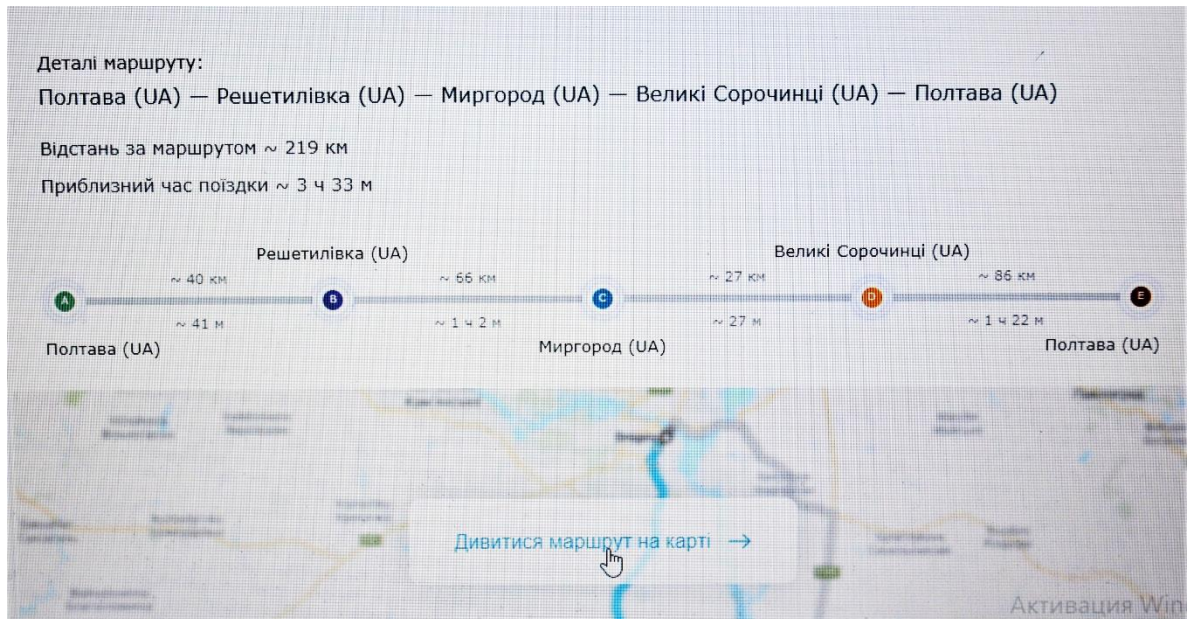 Деталі маршруту:
Полтава (UA) — Решетилівка (UA) — Миргород (UA) — Великі Сорочинці (UA) — Полтава (UA)
Відстань за маршрутом ~ 219 км
Приблизний час поїздки ~ 3 ч 33 м
Решетилівка (UA)
Великі Сорочинці (UA)
~ 40 км
~ 66 км
~ 27 км
~ 86 км
A
B
C
D
E
~ 41 м
~ 1 ч 2 м
~ 27 м
~ 1 ч 22 м
Полтава (UA)
Миргород (UA)
Полтава (UA)
Дивитися маршрут на карті →
Активация Win